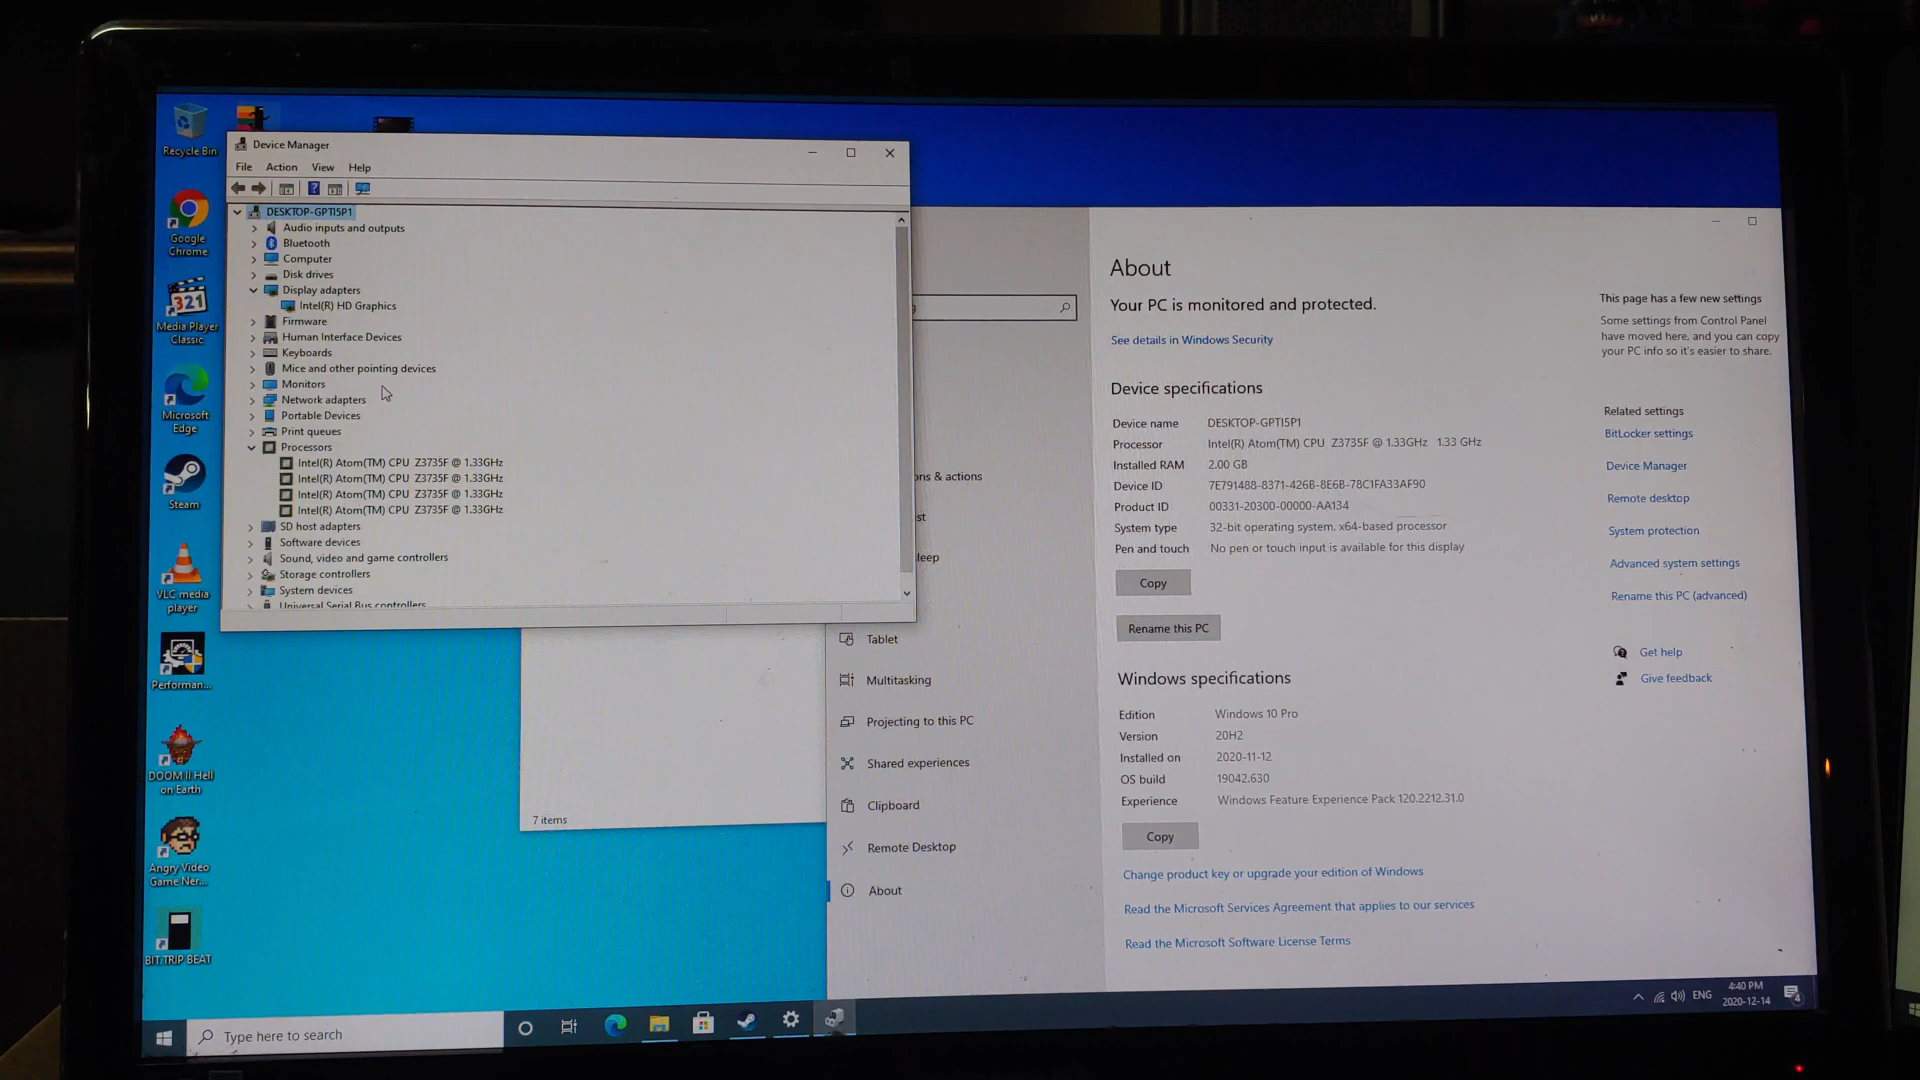 Recycle Bin
Google
Chrome
Media Player
Classic
Microsoft
Edge
Steam
VLC media
player
Performan...
DOOM II Hell
on Earth
Angry Video
Game Ner...
BIT.TRIP BEAT
Device Manager
File Action View Help
DESKTOP-GPTI5P1
Audio inputs and outputs
Bluetooth
Computer
Disk drives
Display adapters
Intel(R) HD Graphics
Firmware
Human Interface Devices
Keyboards
Mice and other pointing devices
Monitors
Network adapters
Portable Devices
Print queues
Processors
Intel(R) Atom(TM) CPU Z3735F @ 1.33GHz
Intel(R) Atom(TM) CPU Z3735F @ 1.33GHz
Intel(R) Atom(TM) CPU Z3735F @ 1.33GHz
Intel(R) Atom(TM) CPU Z3735F @ 1.33GHz
SD host adapters
Software devices
Sound, video and game controllers
Storage controllers
System devices
Universal Serial Bus controllers
7 items
ns & actions
st
leep
Tablet
Multitasking
Projecting to this PC
Shared experiences
Clipboard
Remote Desktop
About
About
Your PC is monitored and protected.
See details in Windows Security
Device specifications
Device name DESKTOP-GPTI5P1
Processor Intel(R) Atom(TM) CPU Z3735F @ 1.33GHz 1.33 GHz
Installed RAM 2.00 GB
Device ID 7E791488-8371-426B-8E6B-78C1FA33AF90
Product ID 00331-20300-00000-AA134
System type 32-bit operating system, x64-based processor
Pen and touch No pen or touch input is available for this display
Copy
Rename this PC
Windows specifications
Edition Windows 10 Pro
Version 20H2
Installed on 2020-11-12
OS build 19042.630
Experience Windows Feature Experience Pack 120.2212.31.0
Copy
Change product key or upgrade your edition of Windows
Read the Microsoft Services Agreement that applies to our services
Read the Microsoft Software License Terms
This page has a few new settings
Some settings from Control Panel
have moved here, and you can copy
your PC info so it's easier to share.
Related settings
BitLocker settings
Device Manager
Remote desktop
System protection
Advanced system settings
Rename this PC (advanced)
Get help
Give feedback
Type here to search
ENG
4:40 PM
2020-12-14
4
321